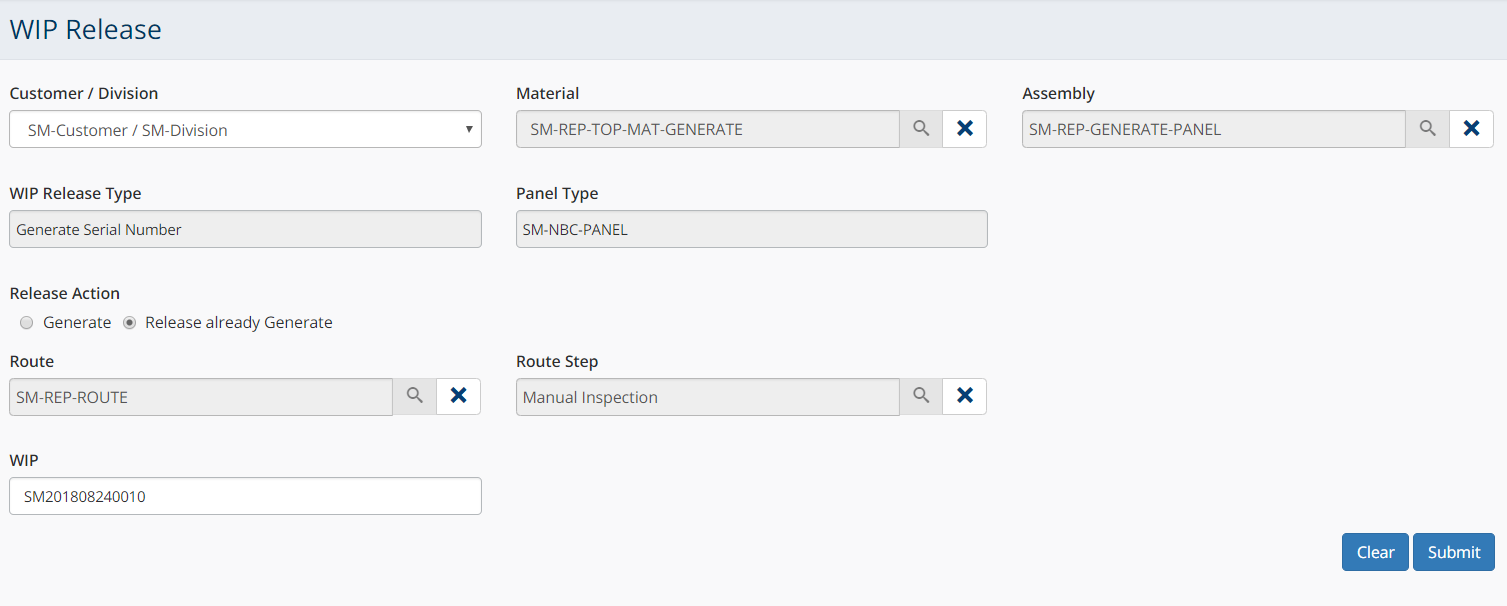 WIP Release
Customer / Division
Material
Assembly
SM-Customer / SM-Division
SM-REP-TOP-MAT-GENERATE
SM-REP-GENERATE-PANEL
WIP Release Type
Panel Type
Generate Serial Number
SM-NBC-PANEL
Release Action
Generate
Release already Generate
Route
Route Step
SM-REP-ROUTE
Manual Inspection
WIP
SM201808240010
Clear
Submit